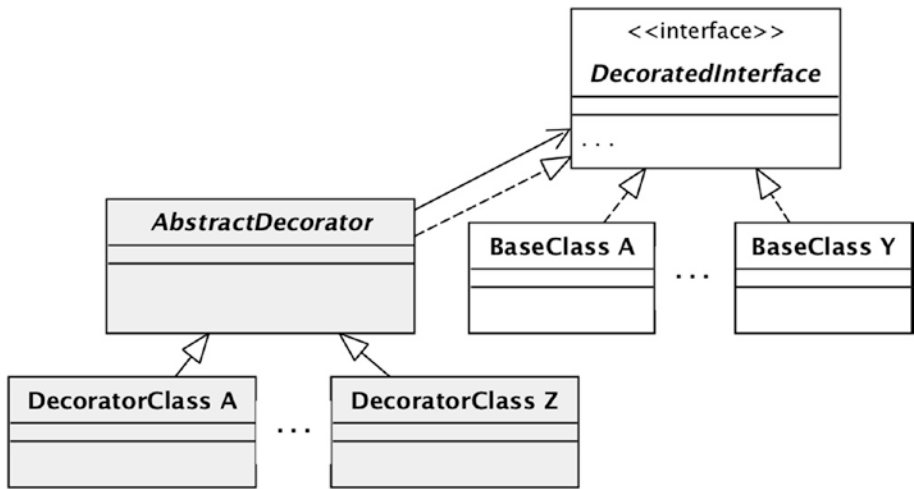 <<interface>>
DecoratedInterface
...
AbstractDecorator
BaseClass A
...
BaseClass Y
DecoratorClass A
...
DecoratorClass Z